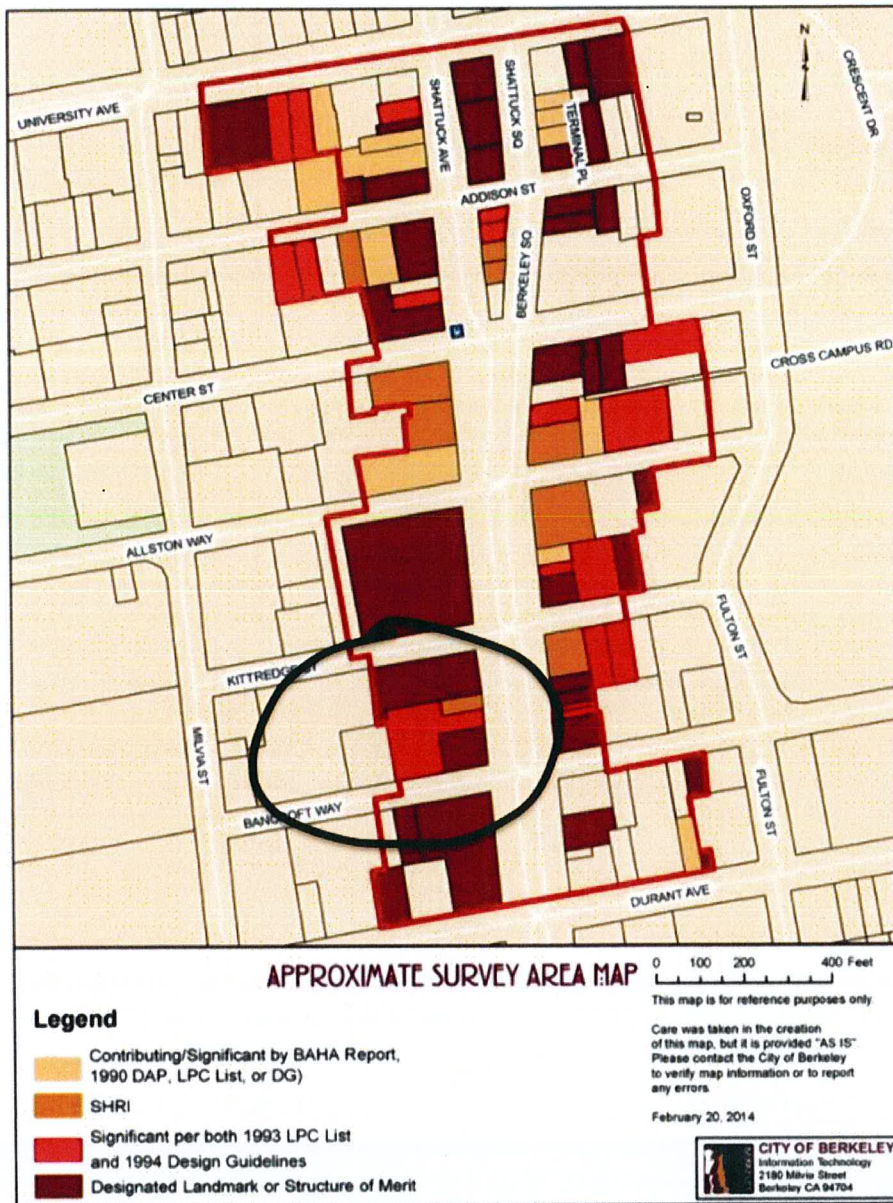 N
UNIVERSITY AVE
SHATTUCK AVE
SHATTUCK SQ
TERMINAL PL
CRESCENT DR
ADDISON ST
OXFORD ST
BERKELEY SQ
CENTER ST
CROSS CAMPUS RD
ALLSTON WAY
KITTREDGE ST
FULTON ST
MILVIA ST
BANCROFT WAY
FULTON ST
DURANT AVE
APPROXIMATE SURVEY AREA MAP
0 100 200 400 Feet
This map is for reference purposes only
Care was taken in the creation
of this map, but it is provided "AS IS"
Please contact the City of Berkeley
to verify map information or to report
any errors.
February 20, 2014
Legend
Contributing/Significant by BAHA Report,
1990 DAP, LPC List, or DG)
SHRI
Significant per both 1993 LPC List
and 1994 Design Guidelines
Designated Landmark or Structure of Merit
CITY OF BERKELEY
Information Technology
2180 Milvia Street
Berkeley CA 94704